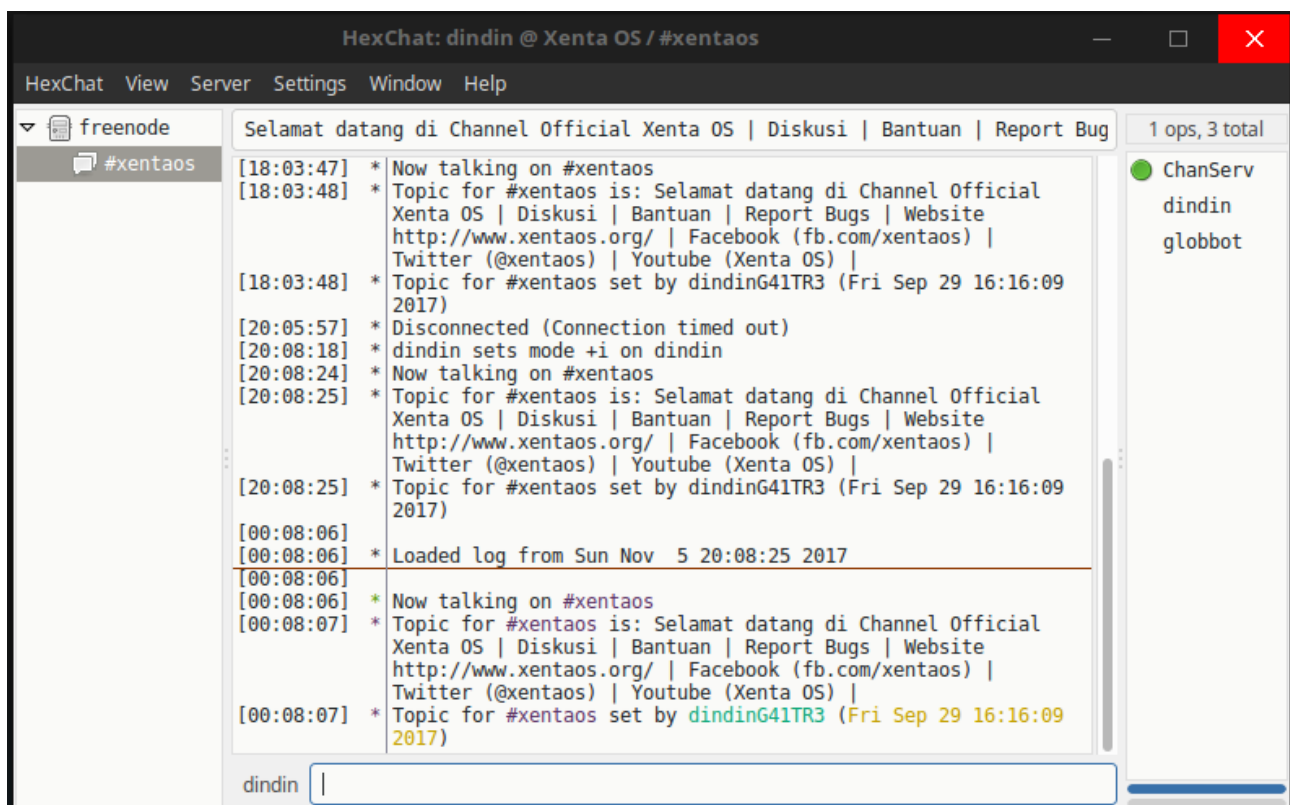 HexChat: dindin @ Xenta OS / #xentaos
HexChat View Server Settings Window Help
freenode
#xentaos
Selamat datang di Channel Official Xenta OS | Diskusi | Bantuan | Report Bug
[18:03:47] * Now talking on #xentaos
[18:03:48] * Topic for #xentaos is: Selamat datang di Channel Official
Xenta OS | Diskusi | Bantuan | Report Bugs | Website
http://www.xentaos.org/ | Facebook (fb.com/xentaos) |
Twitter (@xentaos) | Youtube (Xenta OS) |
[18:03:48] * Topic for #xentaos set by dindinG41TR3 (Fri Sep 29 16:16:09
2017)
[20:05:57] * Disconnected (Connection timed out)
[20:08:18] * dindin sets mode +i on dindin
[20:08:24] * Now talking on #xentaos
[20:08:25] * Topic for #xentaos is: Selamat datang di Channel Official
Xenta OS | Diskusi | Bantuan | Report Bugs | Website
http://www.xentaos.org/ | Facebook (fb.com/xentaos) |
Twitter (@xentaos) | Youtube (Xenta OS) |
[20:08:25] * Topic for #xentaos set by dindinG41TR3 (Fri Sep 29 16:16:09
2017)
[00:08:06]
[00:08:06] * Loaded log from Sun Nov  5 20:08:25 2017
[00:08:06]
[00:08:06] * Now talking on #xentaos
[00:08:07] * Topic for #xentaos is: Selamat datang di Channel Official
Xenta OS | Diskusi | Bantuan | Report Bugs | Website
http://www.xentaos.org/ | Facebook (fb.com/xentaos) |
Twitter (@xentaos) | Youtube (Xenta OS) |
[00:08:07] * Topic for #xentaos set by dindinG41TR3 (Fri Sep 29 16:16:09
2017)
dindin
1 ops, 3 total
ChanServ
dindin
globbot